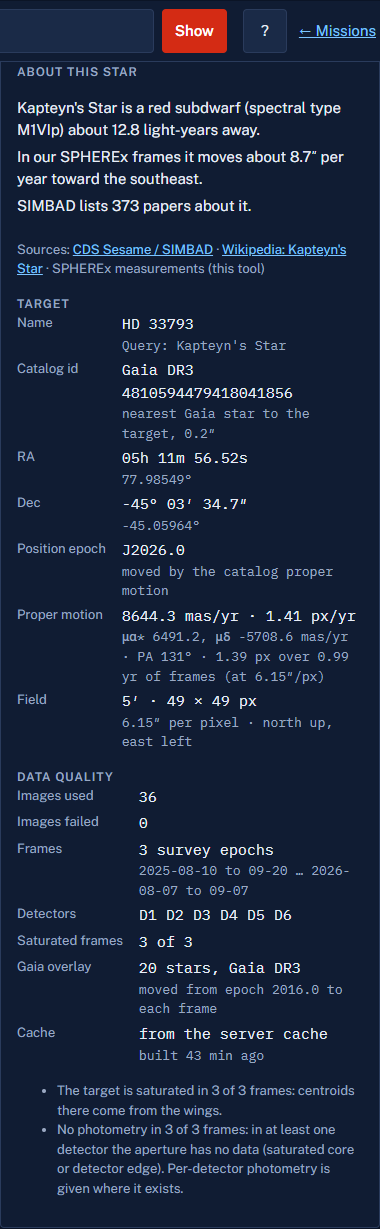 Show
?
← Missions
ABOUT THIS STAR
Kapteyn's Star is a red subdwarf (spectral type
M1VIp) about 12.8 light-years away.
In our SPHEREx frames it moves about 8.7″ per
year toward the southeast.
SIMBAD lists 373 papers about it.
Sources: CDS Sesame / SIMBAD · Wikipedia: Kapteyn's
Star · SPHEREx measurements (this tool)
TARGET
Name HD 33793
Query: Kapteyn's Star
Catalog id Gaia DR3
4810594479418041856
nearest Gaia star to the
target, 0.2″
RA 05h 11m 56.52s
77.98549°
Dec -45° 03′ 34.7″
-45.05964°
Position epoch J2026.0
moved by the catalog proper
motion
Proper motion 8644.3 mas/yr · 1.41 px/yr
μα* 6491.2, μδ -5708.6 mas/yr
· PA 131° · 1.39 px over 0.99
yr of frames (at 6.15″/px)
Field 5′ · 49 × 49 px
6.15″ per pixel · north up,
east left
DATA QUALITY
Images used 36
Images failed 0
Frames 3 survey epochs
2025-08-10 to 09-20 … 2026-
08-07 to 09-07
Detectors D1 D2 D3 D4 D5 D6
Saturated frames 3 of 3
Gaia overlay 20 stars, Gaia DR3
moved from epoch 2016.0 to
each frame
Cache from the server cache
built 43 min ago
• The target is saturated in 3 of 3 frames: centroids
there come from the wings.
• No photometry in 3 of 3 frames: in at least one
detector the aperture has no data (saturated core
or detector edge). Per-detector photometry is
given where it exists.